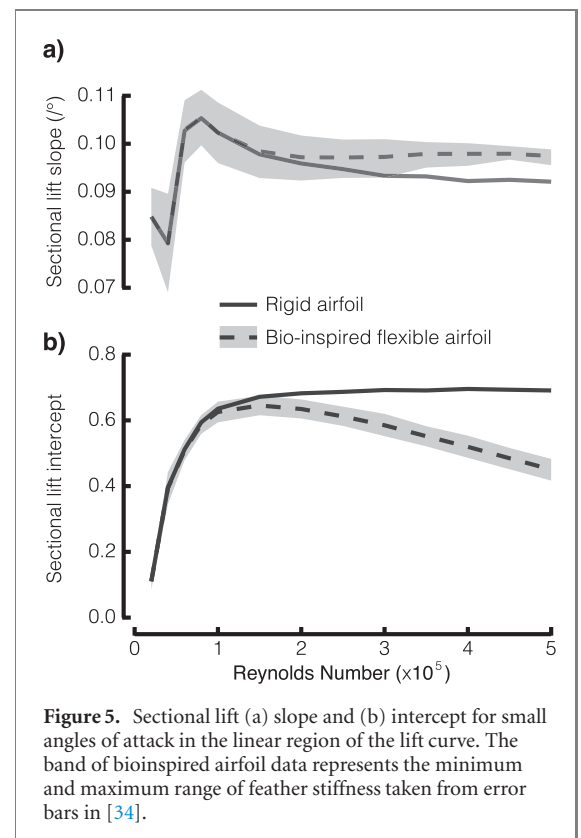 a)
Sectional lift slope (/°)
0.11
0.10
0.09
0.08
0.07
Rigid airfoil
Bio-inspired flexible airfoil
b)
Sectional lift intercept
0.8
0.6
0.4
0.2
0.0
0 1 2 3 4 5
Reynolds Number (×10⁵)
Figure 5. Sectional lift (a) slope and (b) intercept for small
angles of attack in the linear region of the lift curve. The
band of bioinspired airfoil data represents the minimum
and maximum range of feather stiffness taken from error
bars in [34].